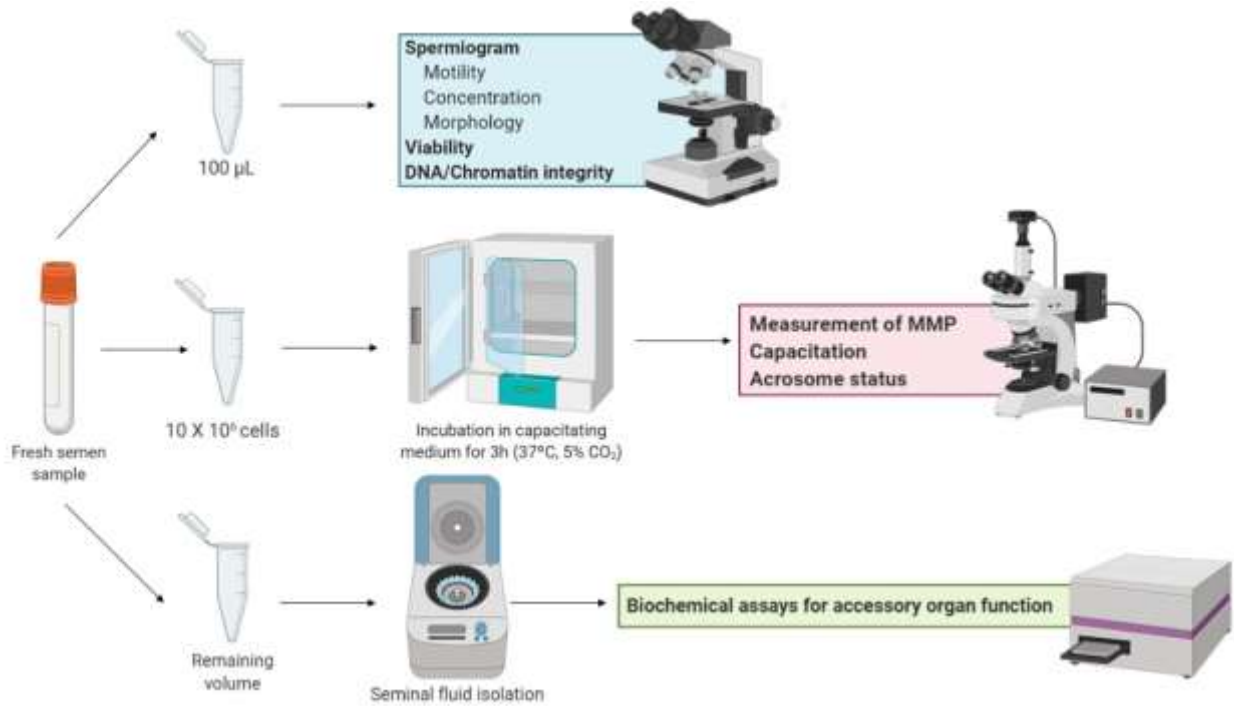 Spermiogram
Motility
Concentration
Morphology
Viability
DNA/Chromatin integrity
100 µL
Fresh semen
sample
10 X 10⁶ cells
Incubation in capacitating
medium for 3h (37ºC, 5% CO₂)
Measurement of MMP
Capacitation
Acrosome status
Remaining
volume
Seminal fluid isolation
Biochemical assays for accessory organ function